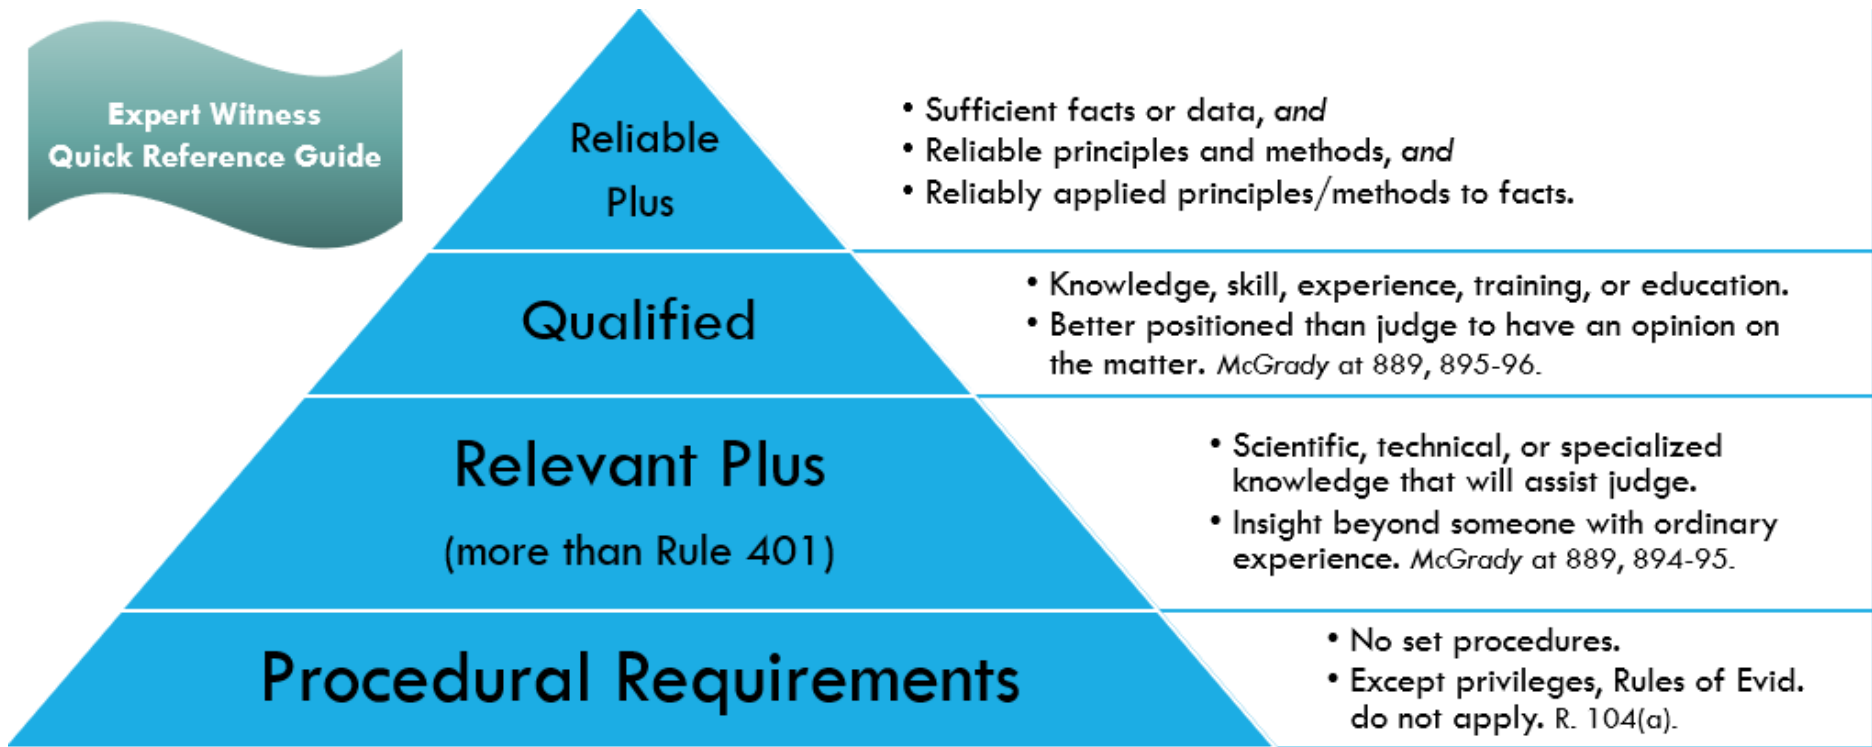 Expert Witness
Quick Reference Guide
Reliable
Plus
• Sufficient facts or data, and
• Reliable principles and methods, and
• Reliably applied principles/methods to facts.
Qualified
• Knowledge, skill, experience, training, or education.
• Better positioned than judge to have an opinion on
the matter. McGrady at 889, 895-96.
Relevant Plus
(more than Rule 401)
• Scientific, technical, or specialized
knowledge that will assist judge.
• Insight beyond someone with ordinary
experience. McGrady at 889, 894-95.
Procedural Requirements
• No set procedures.
• Except privileges, Rules of Evid.
do not apply. R. 104(a).